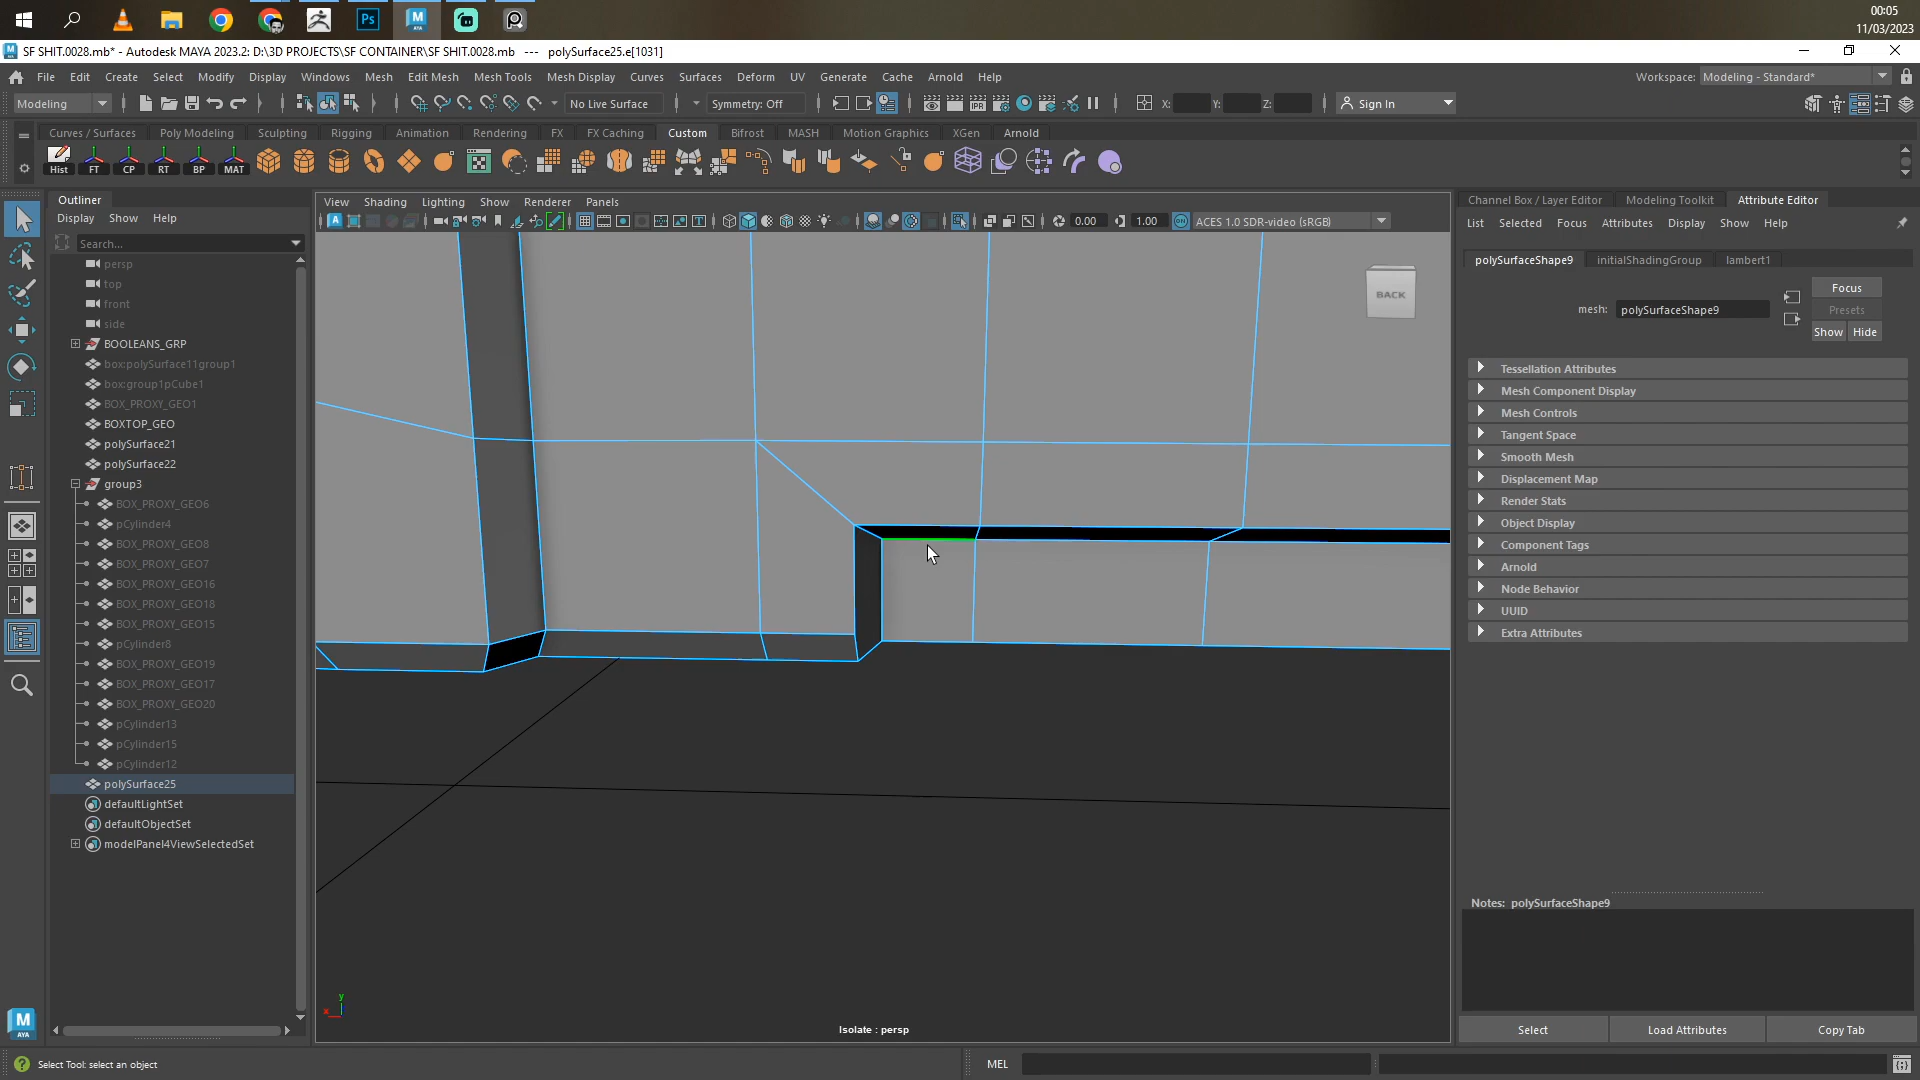 Ps
M
AYA
00:05
11/03/2023
SF SHIT.0028.mb* - Autodesk MAYA 2023.2: D:\3D PROJECTS\SF CONTAINER\SF SHIT.0028.mb --- polySurface25.e[1031]
File Edit Create Select Modify Display Windows Mesh Edit Mesh Mesh Tools Mesh Display Curves Surfaces Deform UV Generate Cache Arnold Help
Workspace: Modeling - Standard*
Modeling No Live Surface Symmetry: Off IPR X: Y: Z: Sign In
Curves / Surfaces Poly Modeling Sculpting Rigging Animation Rendering FX FX Caching Custom Bifrost MASH Motion Graphics XGen Arnold
Hist FT CP RT BP MAT
Outliner
Display Show Help
Search...
persp
top
front
side
BOOLEANS_GRP
box:polySurface11group1
box:group1pCube1
BOX_PROXY_GEO1
BOXTOP_GEO
polySurface21
polySurface22
group3
BOX_PROXY_GEO6
pCylinder4
BOX_PROXY_GEO8
BOX_PROXY_GEO7
BOX_PROXY_GEO16
BOX_PROXY_GEO18
BOX_PROXY_GEO15
pCylinder8
BOX_PROXY_GEO19
BOX_PROXY_GEO17
BOX_PROXY_GEO20
pCylinder13
pCylinder15
pCylinder12
polySurface25
defaultLightSet
defaultObjectSet
modelPanel4ViewSelectedSet
View Shading Lighting Show Renderer Panels
0.00 1.00 ON ACES 1.0 SDR-video (sRGB)
BACK
y
x
Isolate : persp
Channel Box / Layer Editor Modeling Toolkit Attribute Editor
List Selected Focus Attributes Display Show Help
polySurfaceShape9 initialShadingGroup lambert1
Focus
mesh: polySurfaceShape9
Presets
Show Hide
Tessellation Attributes
Mesh Component Display
Mesh Controls
Tangent Space
Smooth Mesh
Displacement Map
Render Stats
Object Display
Component Tags
Arnold
Node Behavior
UUID
Extra Attributes
Notes: polySurfaceShape9
Select Load Attributes Copy Tab
M
AYA
Select Tool: select an object
MEL